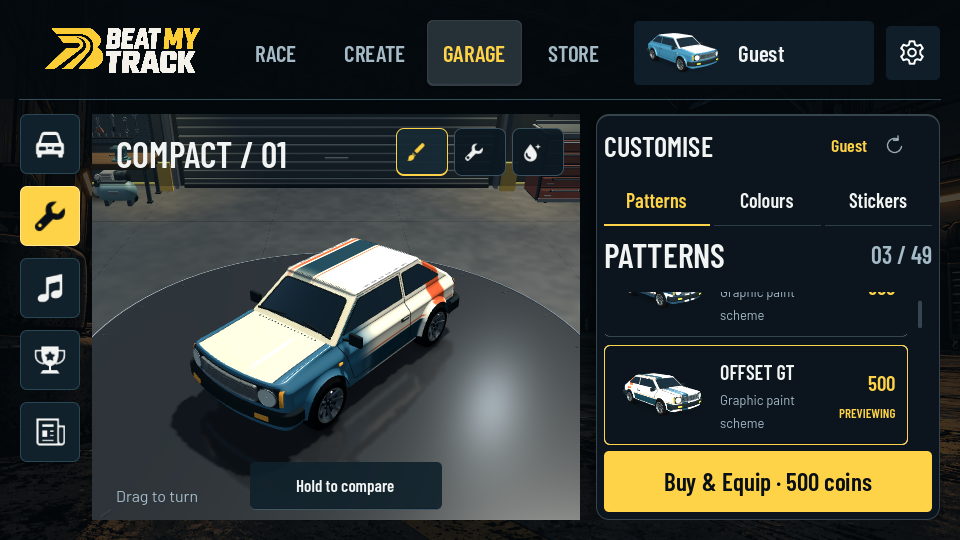 BEAT MY
TRACK
RACE
CREATE
GARAGE
STORE
Guest
COMPACT / 01
CUSTOMISE
Guest
Patterns
Colours
Stickers
PATTERNS
03 / 49
Graphic paint
scheme
OFFSET GT
Graphic paint
scheme
500
PREVIEWING
Buy & Equip · 500 coins
Hold to compare
Drag to turn